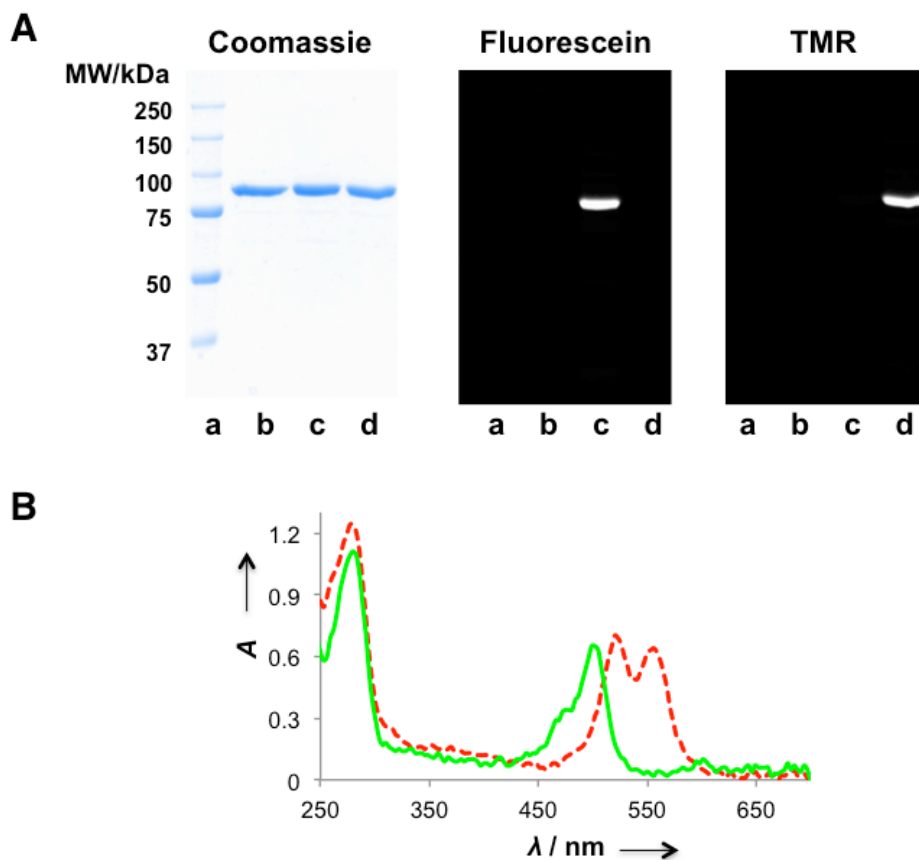 A
Coomassie
Fluorescein
TMR
MW/kDa
250
150
100
75
50
37
a b c d
a b c d
a b c d
B
A
1.2
0.9
0.6
0.3
0
250 350 450 550 650
λ / nm